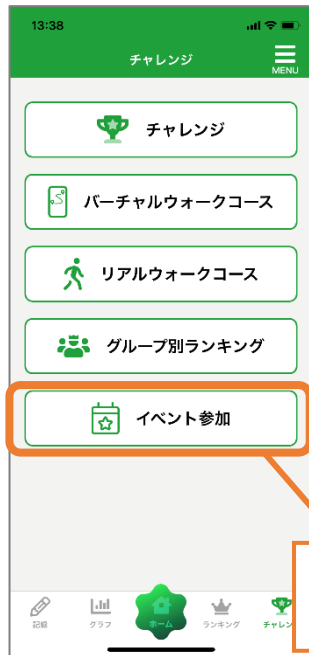 13:38
チャレンジ
MENU
チャレンジ
バーチャルウォークコース
リアルウォークコース
グループ別ランキング
イベント参加
記録
グラフ
ホーム
ランキング
チャレン